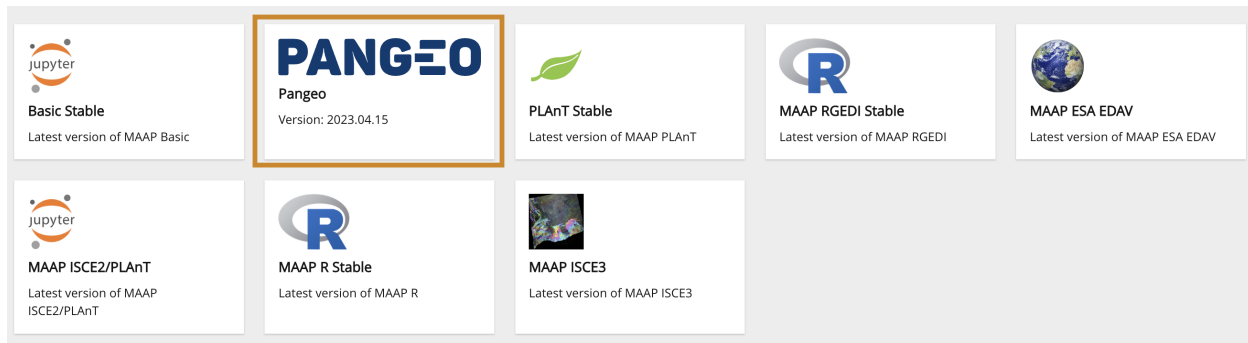 jupyter
Basic Stable
Latest version of MAAP Basic
PANGEO
Pangeo
Version: 2023.04.15
PLAnT Stable
Latest version of MAAP PLAnT
R
MAAP RGEDI Stable
Latest version of MAAP RGEDI
MAAP ESA EDAV
Latest version of MAAP ESA EDAV
jupyter
MAAP ISCE2/PLAnT
Latest version of MAAP
ISCE2/PLAnT
R
MAAP R Stable
Latest version of MAAP R
MAAP ISCE3
Latest version of MAAP ISCE3